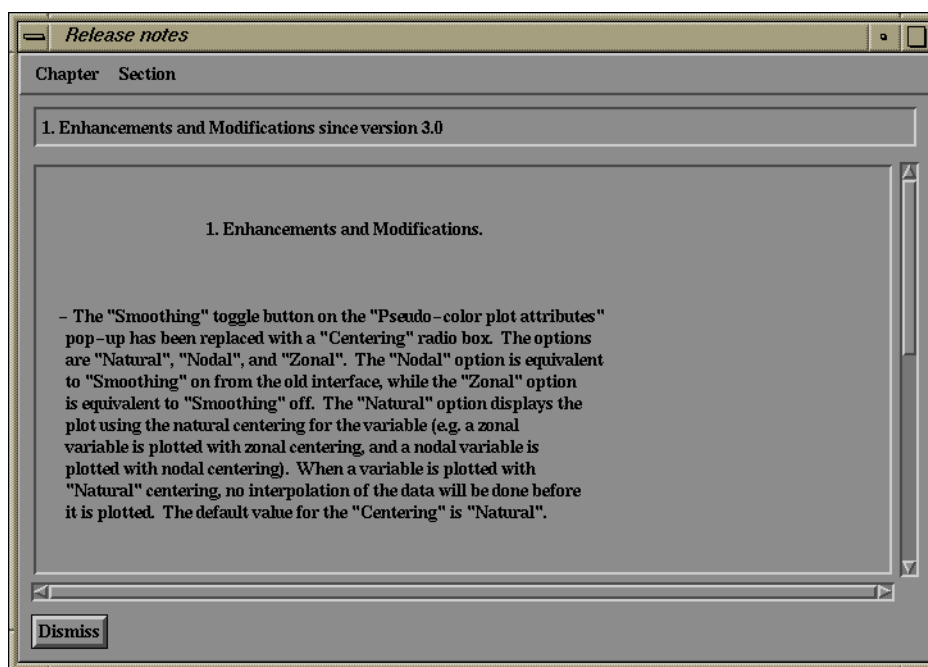 Release notes
Chapter Section
1. Enhancements and Modifications since version 3.0
1. Enhancements and Modifications.
- The "Smoothing" toggle button on the "Pseudo-color plot attributes"
pop-up has been replaced with a "Centering" radio box. The options
are "Natural", "Nodal", and "Zonal". The "Nodal" option is equivalent
to "Smoothing" on from the old interface, while the "Zonal" option
is equivalent to "Smoothing" off. The "Natural" option displays the
plot using the natural centering for the variable (e.g. a zonal
variable is plotted with zonal centering, and a nodal variable is
plotted with nodal centering). When a variable is plotted with
"Natural" centering, no interpolation of the data will be done before
it is plotted. The default value for the "Centering" is "Natural".
Dismiss